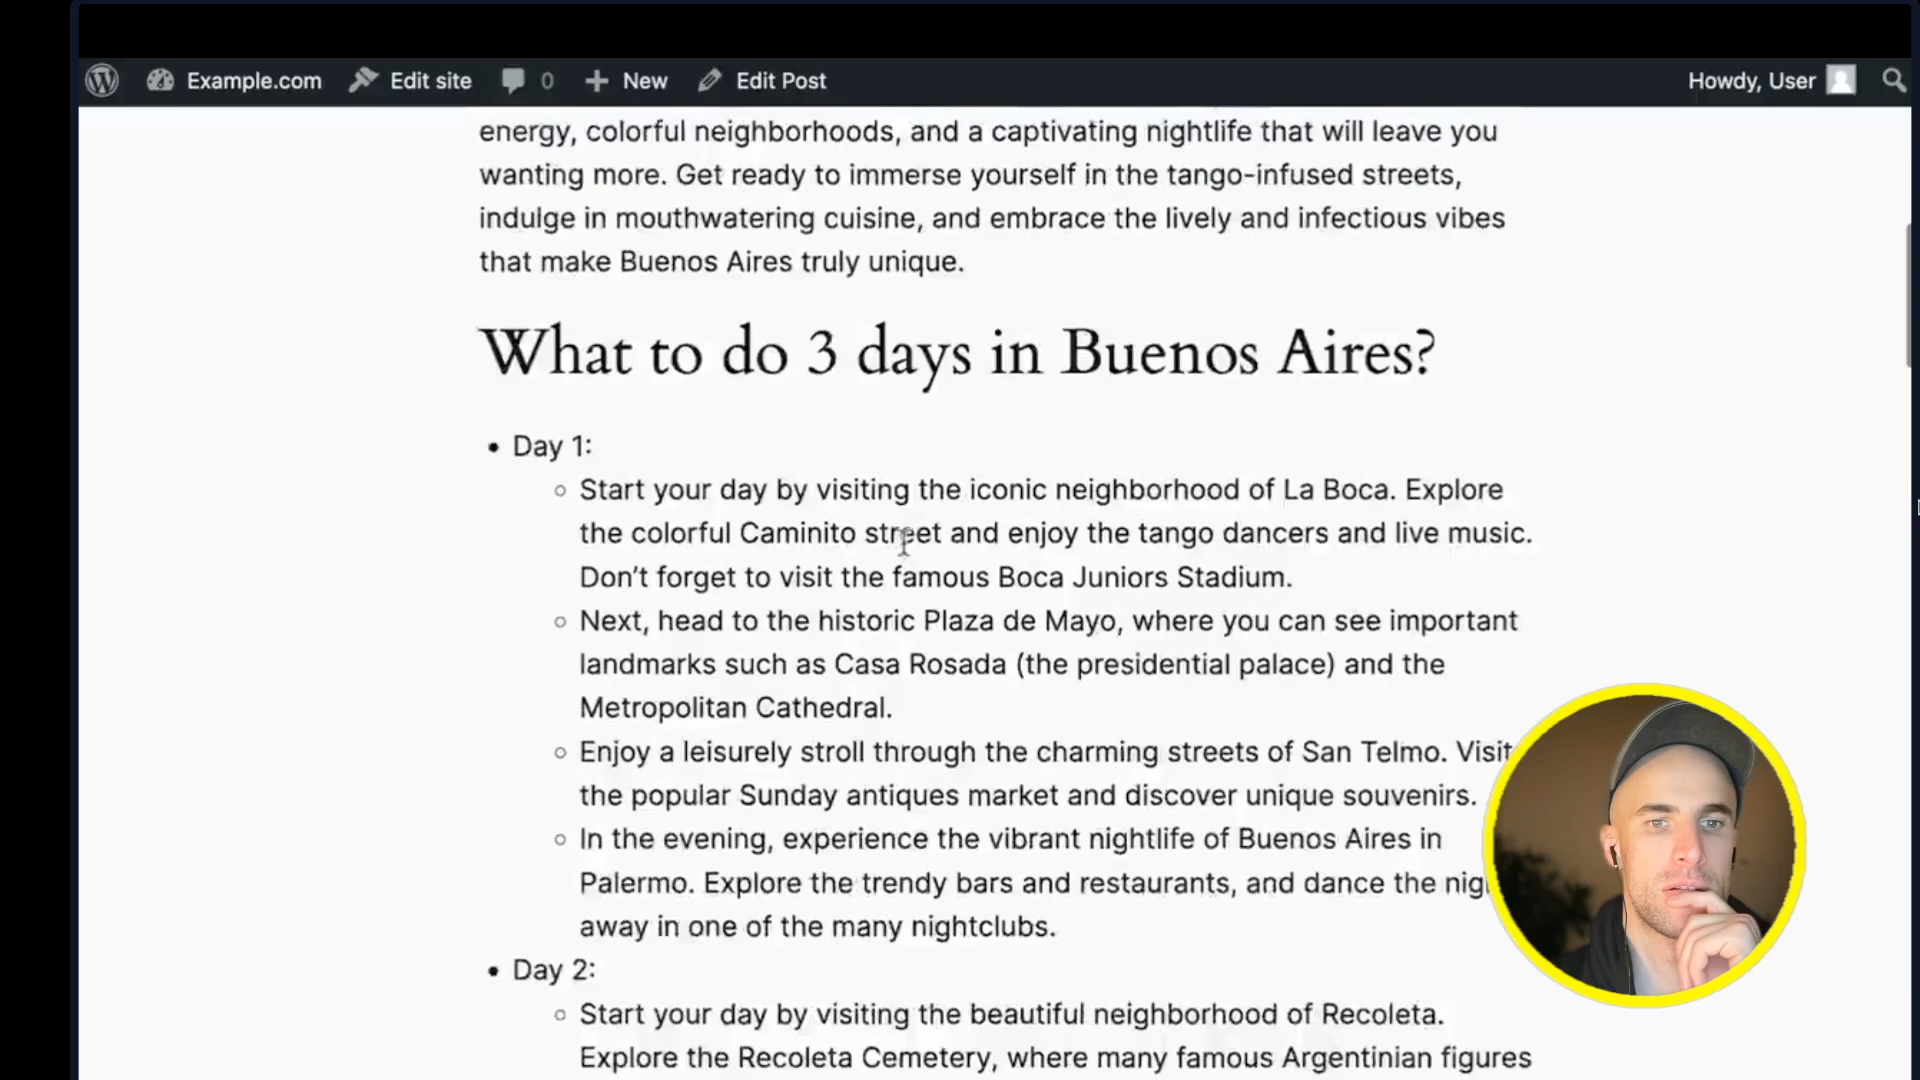 Example.com Edit site 0 New Edit Post Howdy, User
energy, colorful neighborhoods, and a captivating nightlife that will leave you
wanting more. Get ready to immerse yourself in the tango-infused streets,
indulge in mouthwatering cuisine, and embrace the lively and infectious vibes
that make Buenos Aires truly unique.
What to do 3 days in Buenos Aires?
Day 1:
Start your day by visiting the iconic neighborhood of La Boca. Explore
the colorful Caminito street and enjoy the tango dancers and live music.
Don’t forget to visit the famous Boca Juniors Stadium.
Next, head to the historic Plaza de Mayo, where you can see important
landmarks such as Casa Rosada (the presidential palace) and the
Metropolitan Cathedral.
Enjoy a leisurely stroll through the charming streets of San Telmo. Visit
the popular Sunday antiques market and discover unique souvenirs.
In the evening, experience the vibrant nightlife of Buenos Aires in
Palermo. Explore the trendy bars and restaurants, and dance the nig
away in one of the many nightclubs.
Day 2:
Start your day by visiting the beautiful neighborhood of Recoleta.
Explore the Recoleta Cemetery, where many famous Argentinian figures